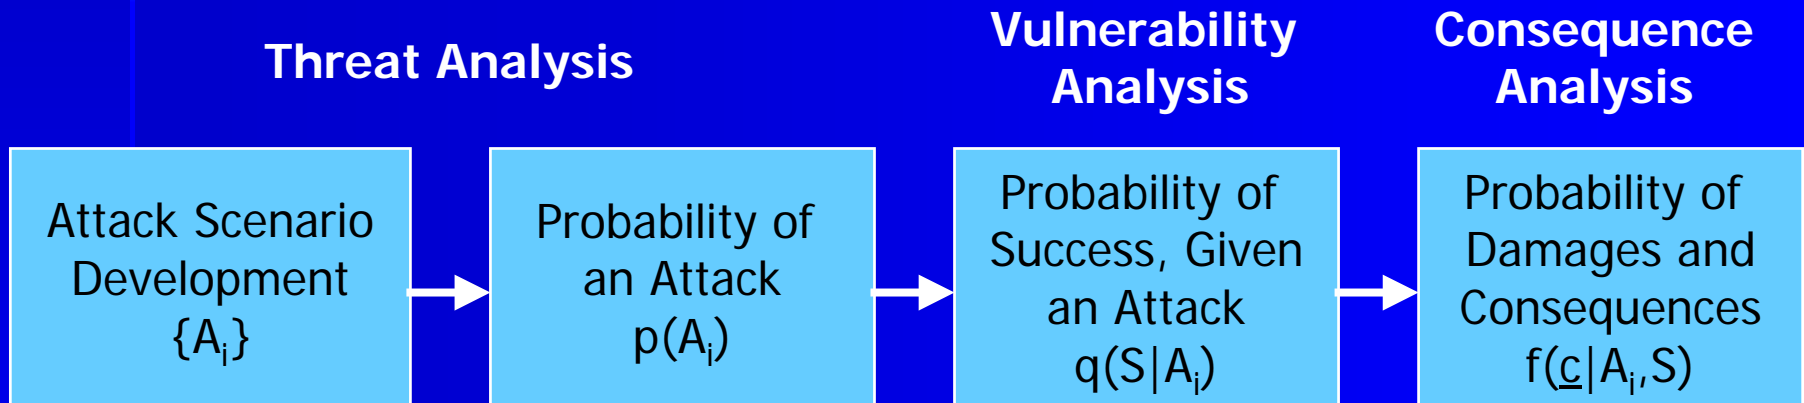 Threat Analysis
Vulnerability
Analysis
Consequence
Analysis
Attack Scenario
Development
{Aᵢ}
Probability of
an Attack
p(Aᵢ)
Probability of
Success, Given
an Attack
q(S|Aᵢ)
Probability of
Damages and
Consequences
f(c̲|Aᵢ,S)